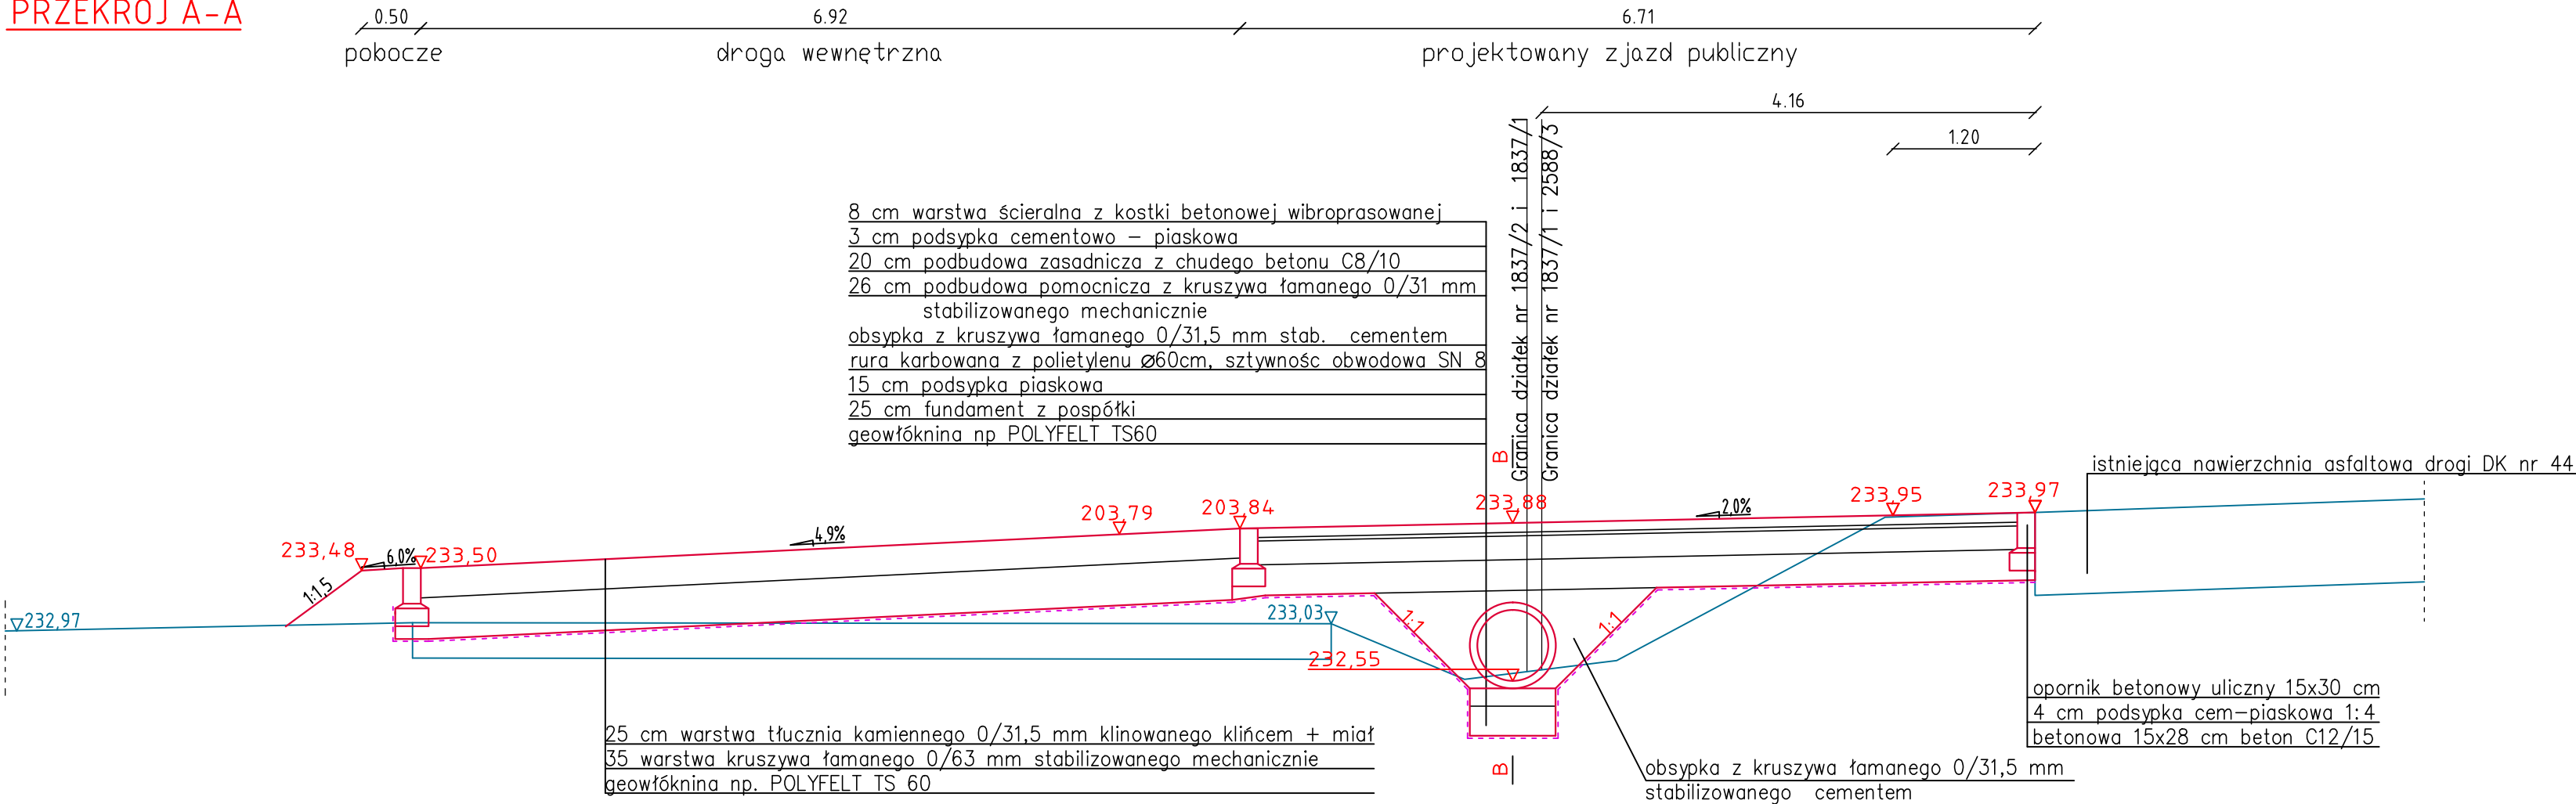 PRZEKRÓJ A-A
0.50
6.92
6.71
pobocze
droga wewnętrzna
projektowany zjazd publiczny
4.16
1.20
Granica działek nr 1837/2 i 1837/1
Granica działek nr 1837/1 i 2588/3
8 cm warstwa ścieralna z kostki betonowej wibroprasowanej
3 cm podsypka cementowo – piaskowa
20 cm podbudowa zasadnicza z chudego betonu C8/10
26 cm podbudowa pomocnicza z kruszywa łamanego 0/31 mm
stabilizowanego mechanicznie
obsypka z kruszywa łamanego 0/31,5 mm stab. cementem
rura karbowana z polietylenu ø60cm, sztywnośc obwodowa SN 8
15 cm podsypka piaskowa
25 cm fundament z pospółki
geowłóknina np POLYFELT TS60
B
istniejąca nawierzchnia asfaltowa drogi DK nr 44
233,48
6,0%
233,50
4,9%
203,79
203,84
233,88
2,0%
233,95
233,97
1:1,5
232,97
233,03
1:1
1:1
232,55
25 cm warstwa tłucznia kamiennego 0/31,5 mm klinowanego klińcem + miał
35 warstwa kruszywa łamanego 0/63 mm stabilizowanego mechanicznie
geowłóknina np. POLYFELT TS 60
B
obsypka z kruszywa łamanego 0/31,5 mm
stabilizowanego cementem
opornik betonowy uliczny 15x30 cm
4 cm podsypka cem-piaskowa 1:4
betonowa 15x28 cm beton C12/15